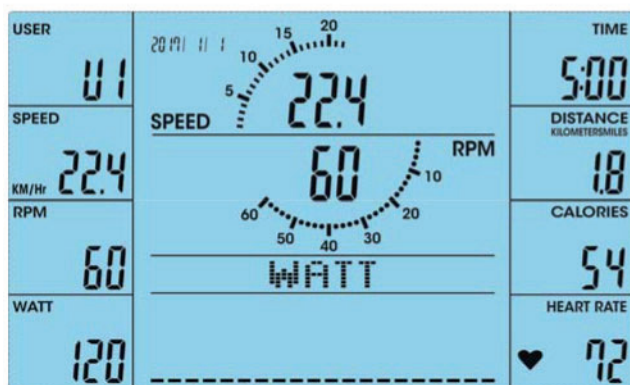 USER
U1
SPEED
KM/Hr 22.4
RPM
60
WATT
120
2017/ 1/ 1
5
10
15
20
SPEED 22.4
60 RPM
10
20
30
40
50
60
WATT
TIME
5:00
DISTANCE
KILOMETERSMILES
1.8
CALORIES
54
HEART RATE
72